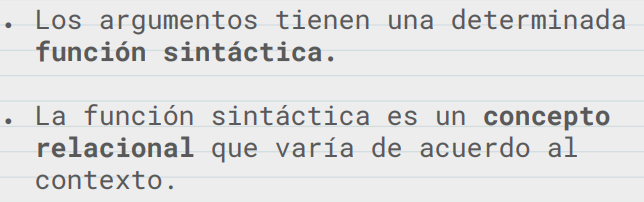 . Los argumentos tienen una determinada
función sintáctica.
. La función sintáctica es un concepto
relacional que varía de acuerdo al
contexto.